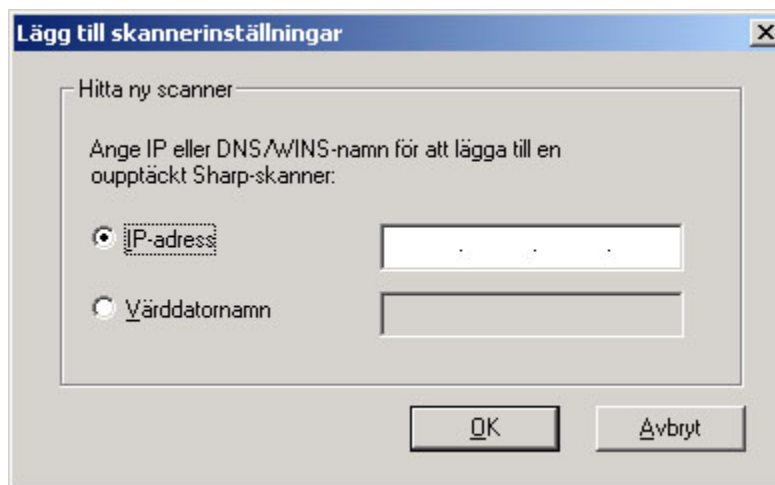 Lägg till skannerinställningar
Hitta ny scanner
Ange IP eller DNS/WINS-namn för att lägga till en
oupptäckt Sharp-skanner:
IP-adress . . .
Värddatornamn
OK Avbryt